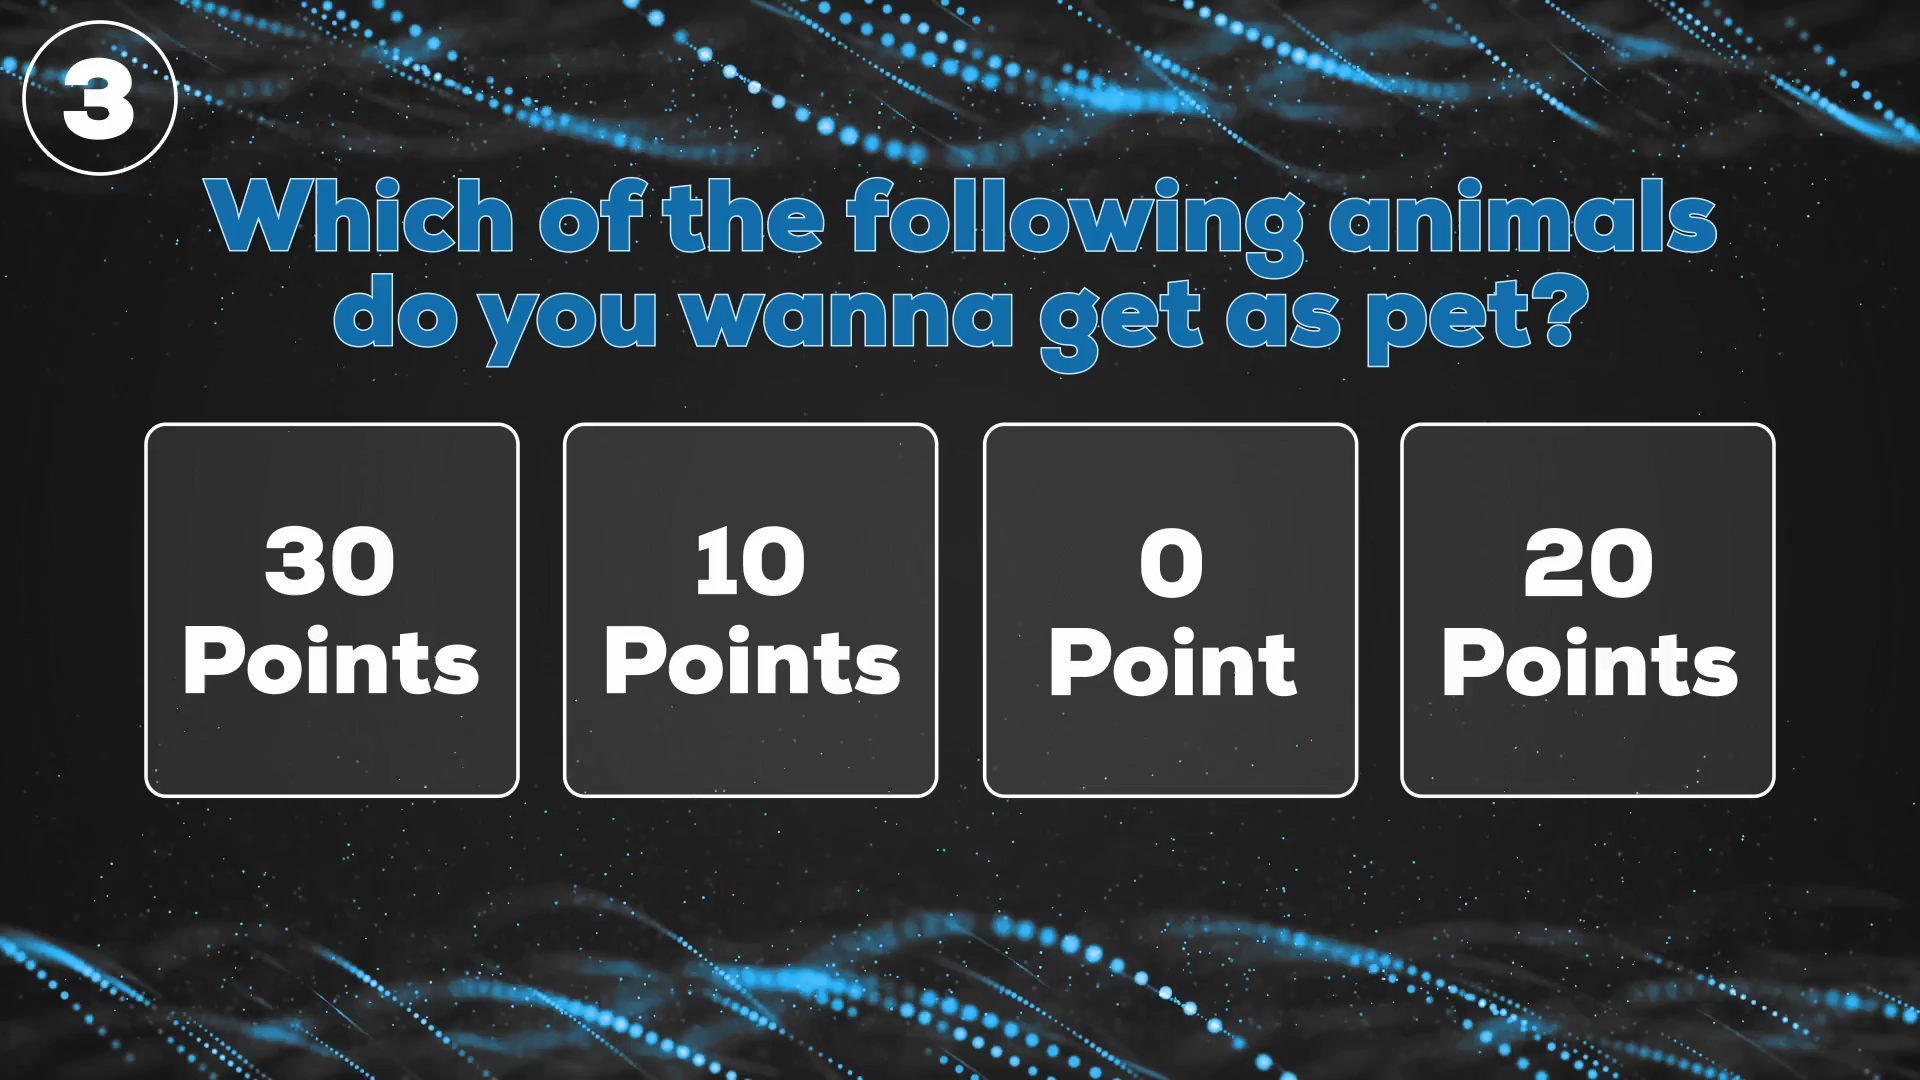 3
Which of the following animals
do you wanna get as pet?
30
Points
10
Points
0
Point
20
Points